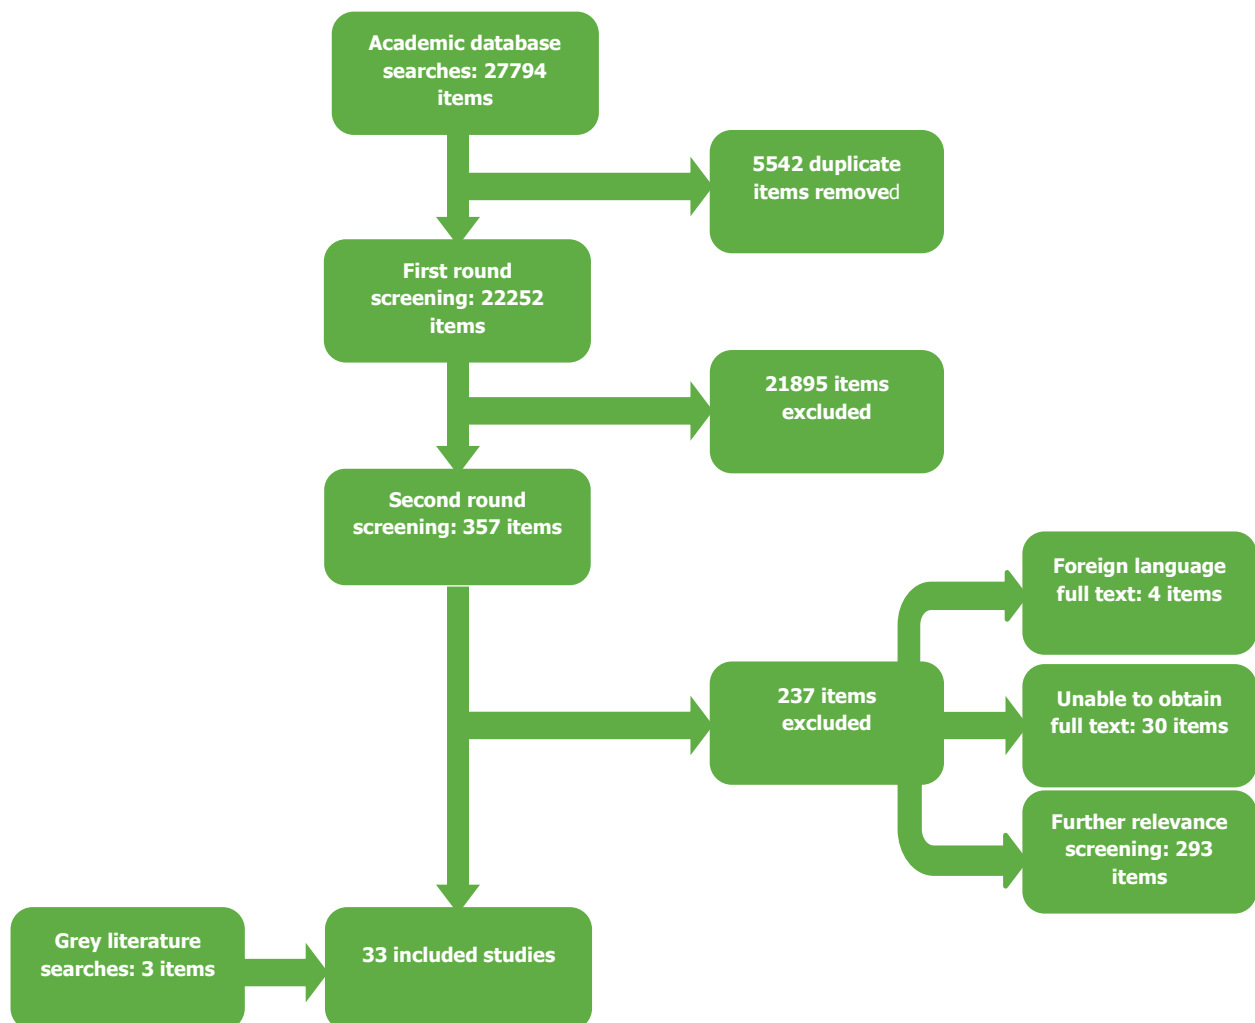 Academic database
searches: 27794
items
5542 duplicate
items removed
First round
screening: 22252
items
21895 items
excluded
Second round
screening: 357 items
Foreign language
full text: 4 items
237 items
excluded
Unable to obtain
full text: 30 items
Further relevance
screening: 293
items
Grey literature
searches: 3 items
33 included studies